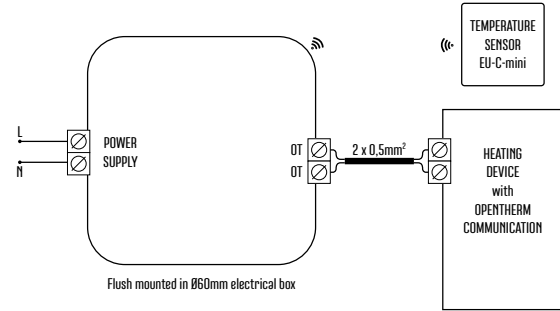 TEMPERATURE
SENSOR
EU-C-mini
L
N
POWER
SUPPLY
OT
OT
2 x 0,5mm²
HEATING
DEVICE
with
OPENTHERM
COMMUNICATION
Flush mounted in Ø60mm electrical box